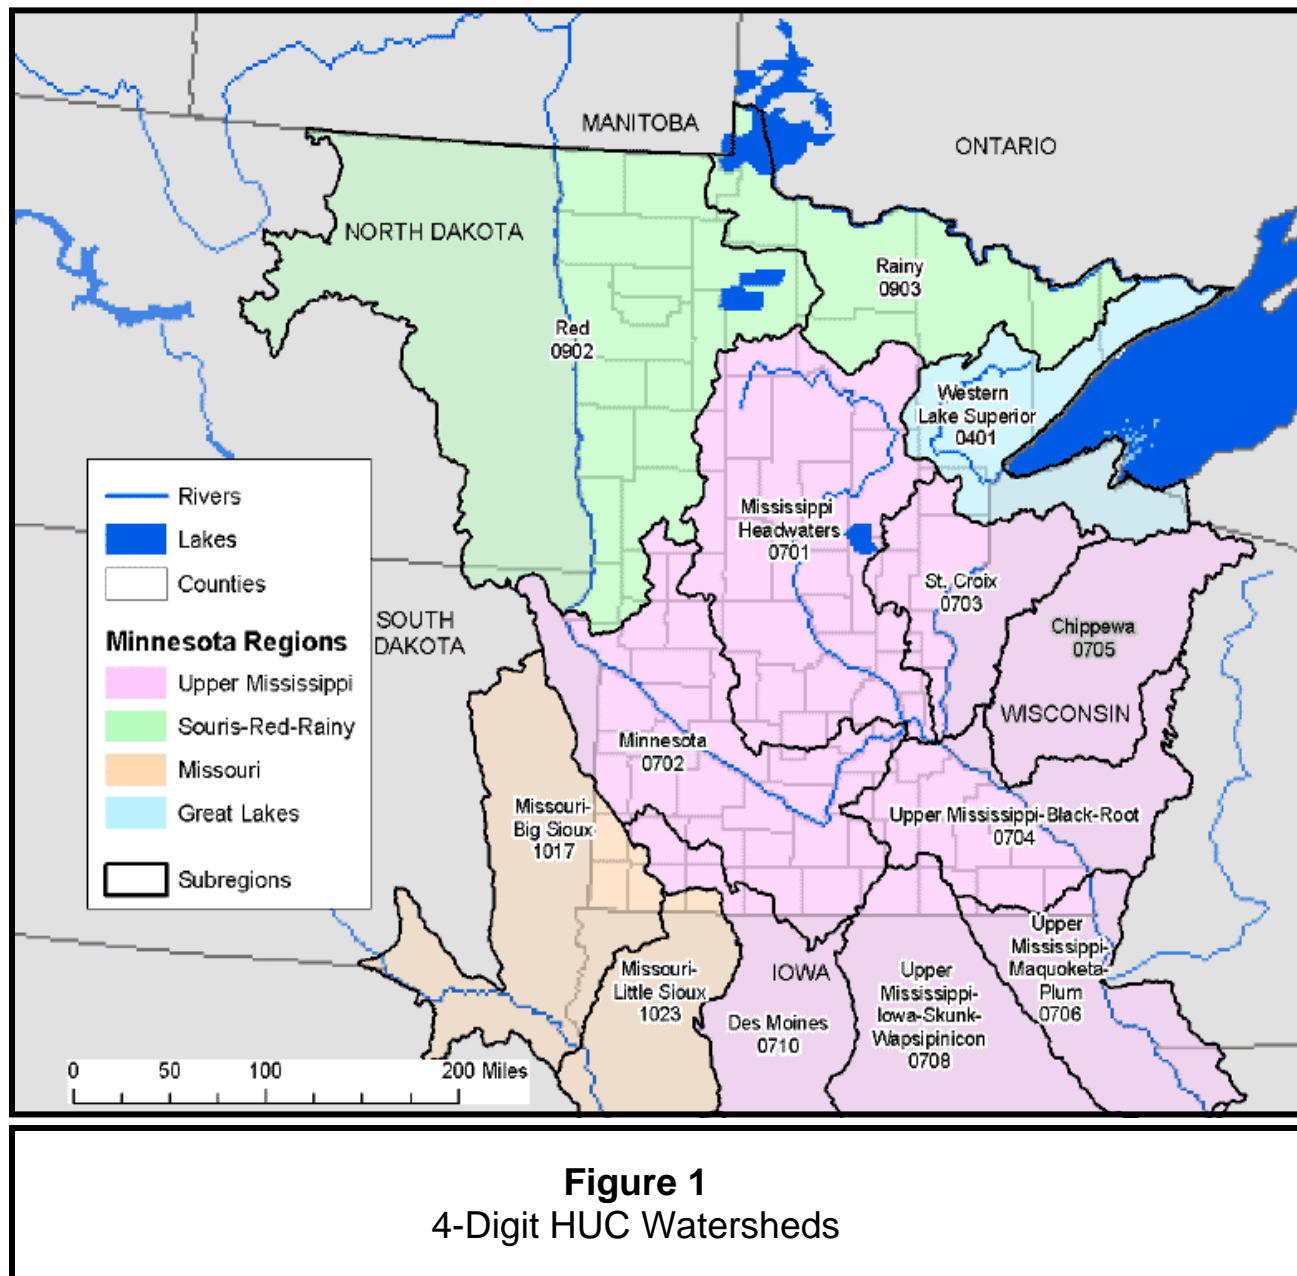 MANITOBA
ONTARIO
NORTH DAKOTA
Rainy
0903
Red
0902
Western
Lake Superior
0401
Rivers
Lakes
Counties
Minnesota Regions
Upper Mississippi
Souris-Red-Rainy
Missouri
Great Lakes
Subregions
Mississippi
Headwaters
0701
St. Croix
0703
SOUTH
DAKOTA
Chippewa
0705
WISCONSIN
Minnesota
0702
Missouri-
Big Sioux
1017
Upper Mississippi-Black-Root
0704
Upper
Mississippi-
Maquoketa-
Plum
0706
IOWA
Missouri-
Little Sioux
1023
Des Moines
0710
Upper
Mississippi-
Iowa-Skunk-
Wapsipinicon
0708
0 50 100 200 Miles
Figure 1
4-Digit HUC Watersheds